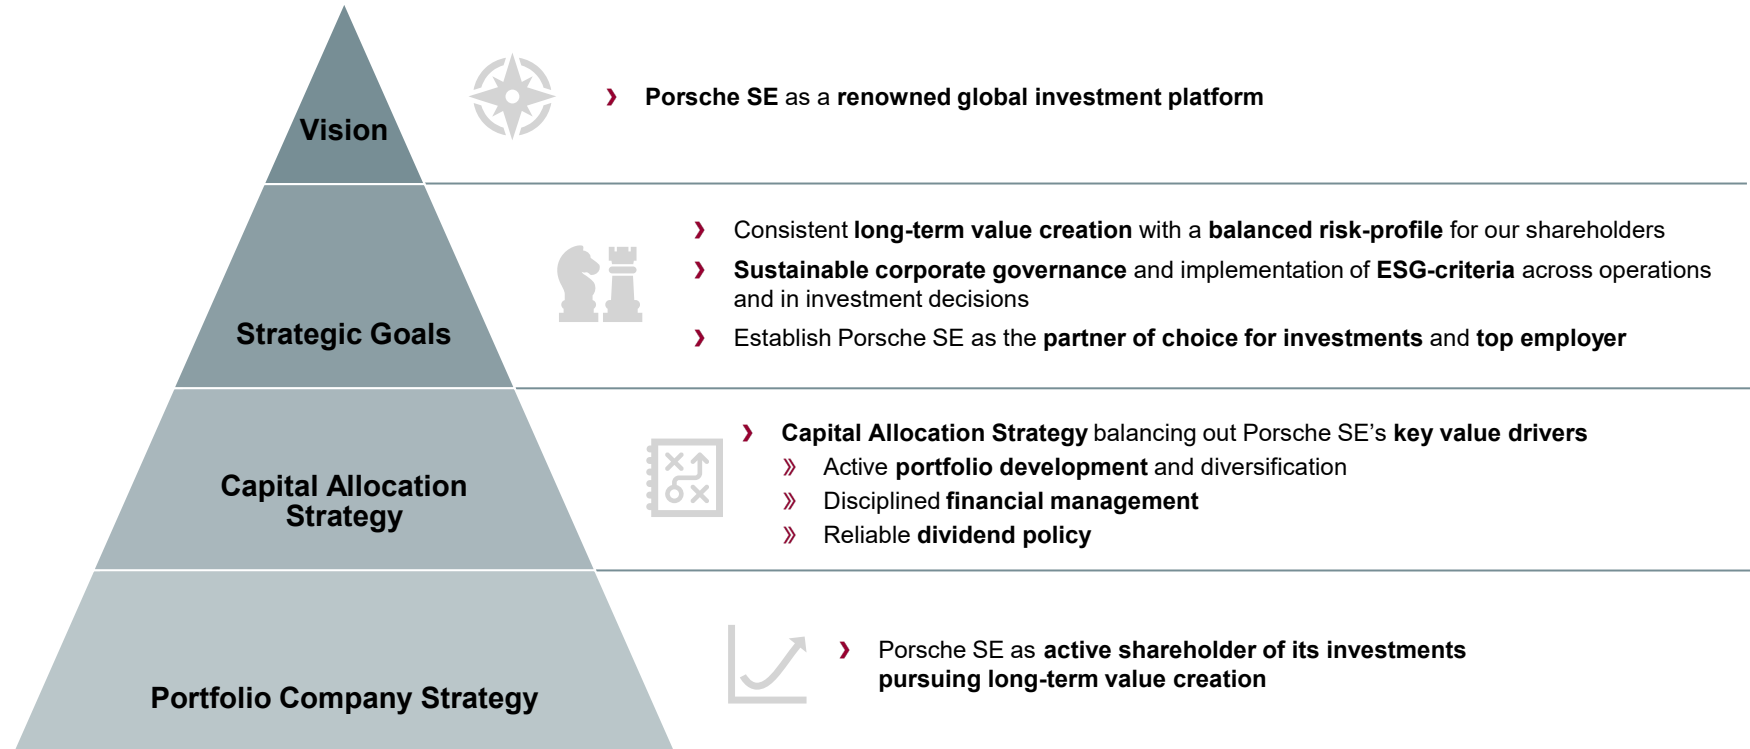 Vision
Porsche SE as a renowned global investment platform
Strategic Goals
Consistent long-term value creation with a balanced risk-profile for our shareholders
Sustainable corporate governance and implementation of ESG-criteria across operations
and in investment decisions
Establish Porsche SE as the partner of choice for investments and top employer
Capital Allocation
Strategy
Capital Allocation Strategy balancing out Porsche SE’s key value drivers
Active portfolio development and diversification
Disciplined financial management
Reliable dividend policy
Portfolio Company Strategy
Porsche SE as active shareholder of its investments
pursuing long-term value creation